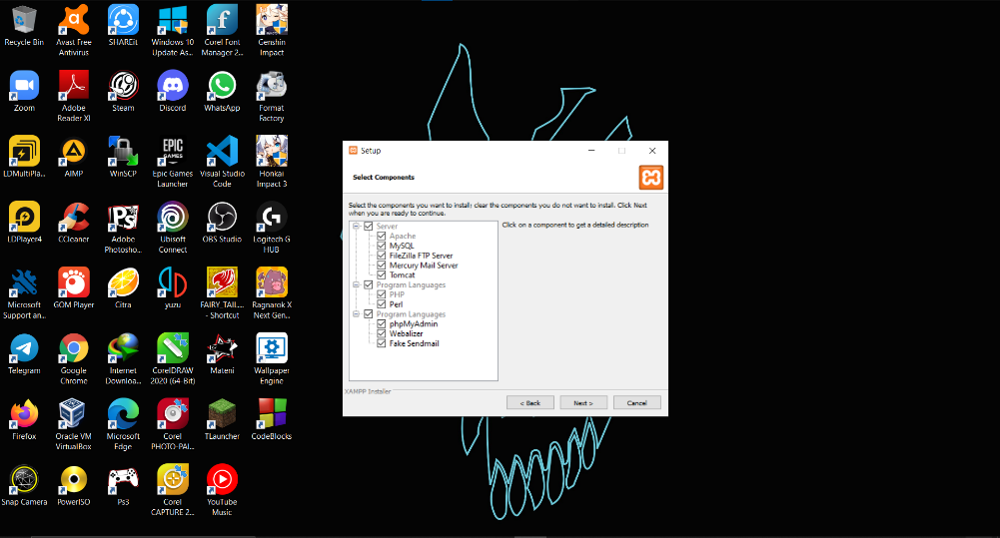 Recycle Bin
Avast Free
Antivirus
SHAREit
Windows 10
Update As...
Corel Font
Manager 2...
Genshin
Impact
Zoom
Adobe
Reader XI
Steam
Discord
WhatsApp
Format
Factory
LDMultiPla...
AIMP
WinSCP
EPIC
GAMES
Epic Games
Launcher
Visual Studio
Code
Honkai
Impact 3
LDPlayer4
CCleaner
Ps
Adobe
Photosho...
Ubisoft
Connect
OBS Studio
Logitech G
HUB
Microsoft
Support an...
GOM Player
Citra
yuzu
FAIRY_TAIL...
- Shortcut
Ragnarok X
Next Gen...
Telegram
Google
Chrome
Internet
Downloa...
CorelDRAW
2020 (64-Bit)
Mateni
Wallpaper
Engine
Firefox
Oracle VM
VirtualBox
Microsoft
Edge
Corel
PHOTO-PAI...
TLauncher
CodeBlocks
Snap Camera
PowerISO
Ps3
Corel
CAPTURE 2...
YouTube
Music
Setup
Select Components
Select the components you want to install; clear the components you do not want to install. Click Next
when you are ready to continue.
Server
Apache
MySQL
FileZilla FTP Server
Mercury Mail Server
Tomcat
Program Languages
PHP
Perl
Program Languages
phpMyAdmin
Webalizer
Fake Sendmail
Click on a component to get a detailed description
XAMPP Installer
< Back
Next >
Cancel